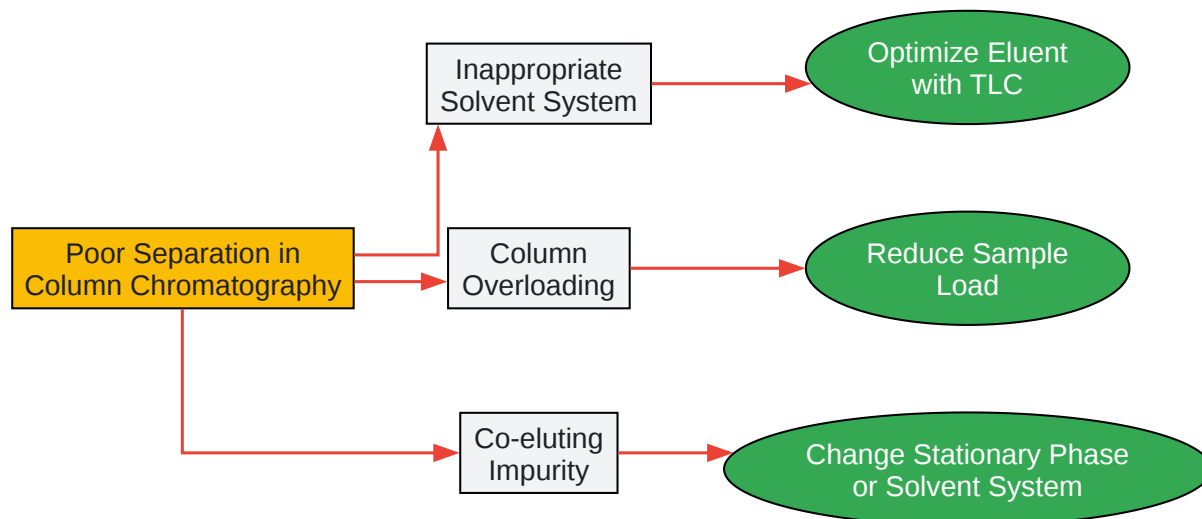 Inappropriate
Solvent System
Optimize Eluent
with TLC
Poor Separation in
Column Chromatography
Column
Overloading
Reduce Sample
Load
Co-eluting
Impurity
Change Stationary Phase
or Solvent System